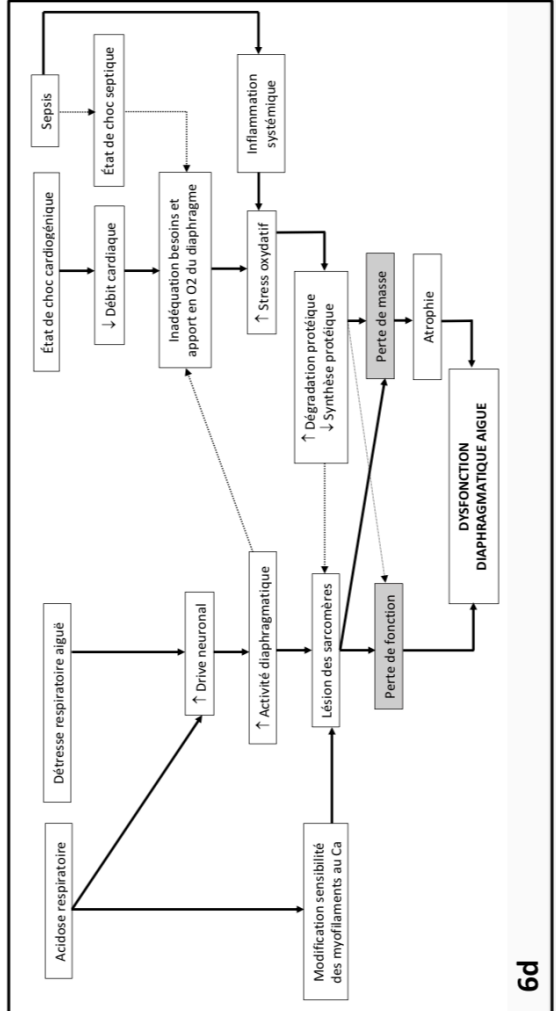 Acidose respiratoire
Détresse respiratoire aiguë
État de choc cardiogénique
Sepsis
↓ Débit cardiaque
État de choc septique
↑ Drive neuronal
Inadéquation besoins et
apport en O2 du diaphragme
↑ Activité diaphragmatique
↑ Stress oxydatif
Inflammation
systémique
Modification sensibilité
des myofilaments au Ca
Lésion des sarcomères
↑ Dégradation protéique
↓ Synthèse protéique
Perte de fonction
Perte de masse
Atrophie
DYSFONCTION
DIAPHRAGMATIQUE AIGUE
6d